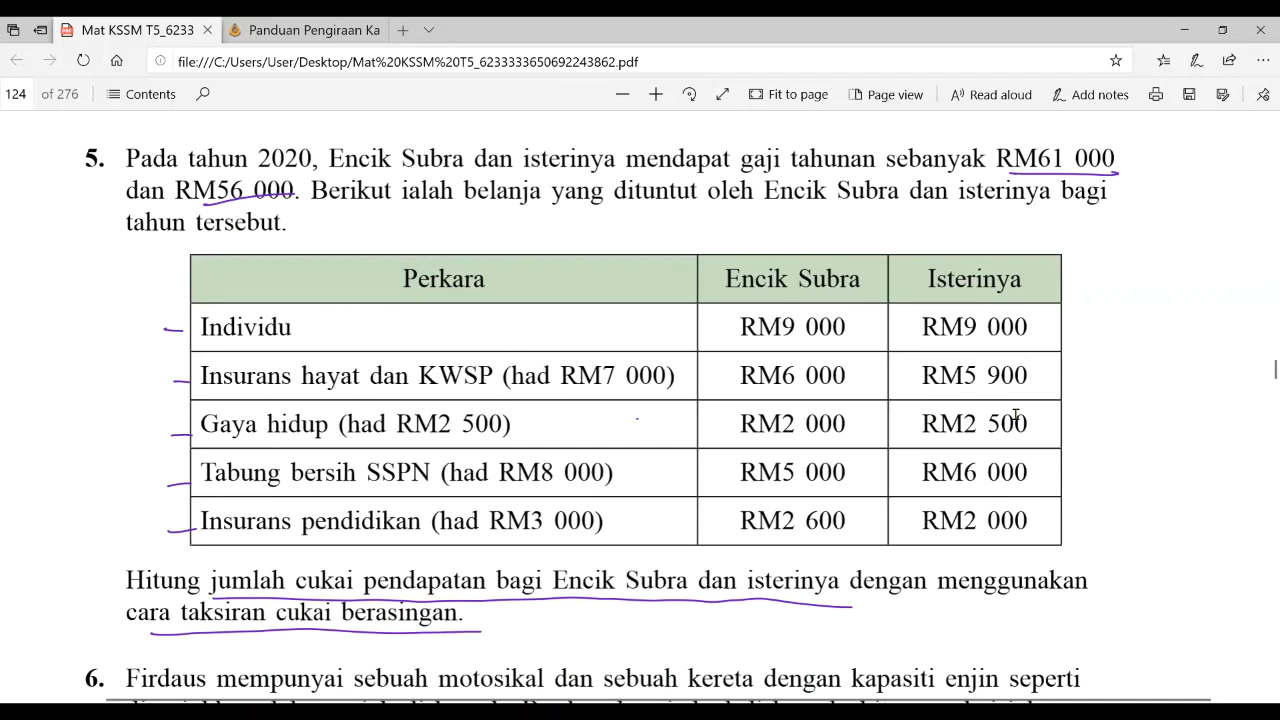 Mat KSSM T5_6233
Panduan Pengiraan Ka
file:///C:/Users/User/Desktop/Mat%20KSSM%20T5_6233333650692243862.pdf
124 of 276 Contents Fit to page Page view Read aloud Add notes
5. Pada tahun 2020, Encik Subra dan isterinya mendapat gaji tahunan sebanyak RM61 000
dan RM56 000. Berikut ialah belanja yang dituntut oleh Encik Subra dan isterinya bagi
tahun tersebut.
Perkara Encik Subra Isterinya
Individu RM9 000 RM9 000
Insurans hayat dan KWSP (had RM7 000) RM6 000 RM5 900
Gaya hidup (had RM2 500) RM2 000 RM2 500
Tabung bersih SSPN (had RM8 000) RM5 000 RM6 000
Insurans pendidikan (had RM3 000) RM2 600 RM2 000
Hitung jumlah cukai pendapatan bagi Encik Subra dan isterinya dengan menggunakan
cara taksiran cukai berasingan.
6. Firdaus mempunyai sebuah motosikal dan sebuah kereta dengan kapasiti enjin seperti